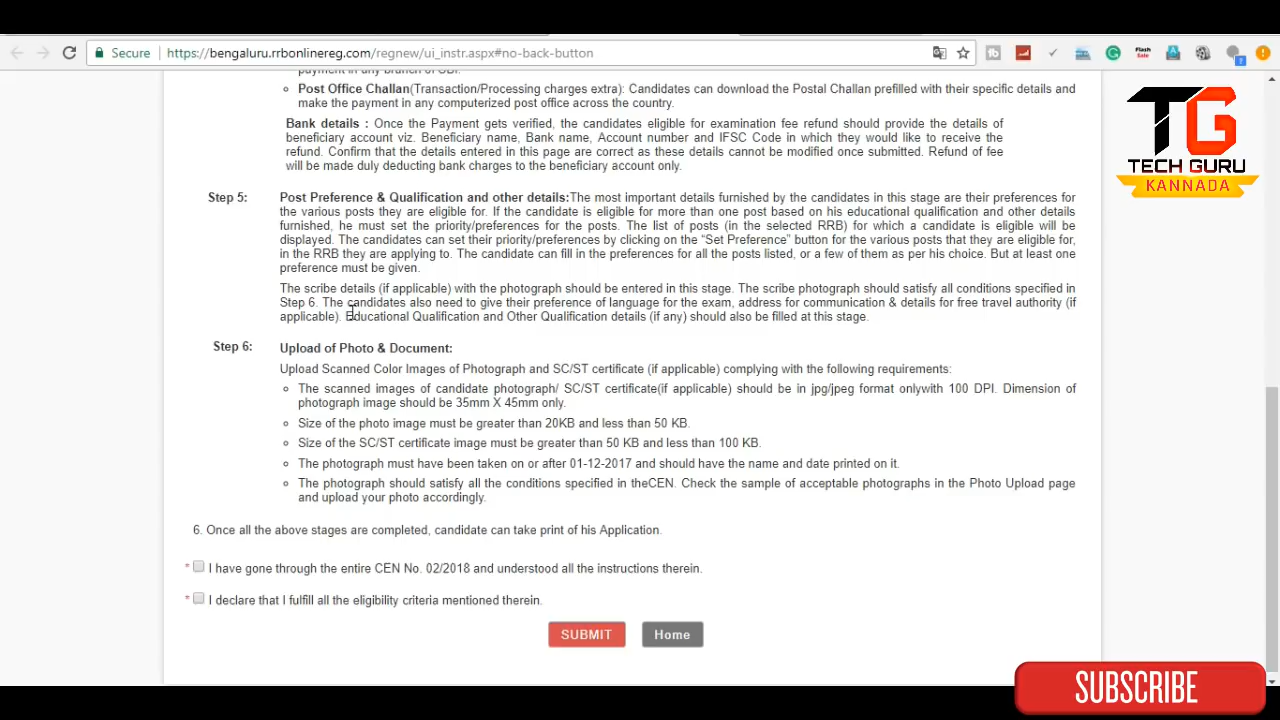 Secure https://bengaluru.rrbonlinereg.com/regnew/ui_instr.aspx#no-back-button
payment in any branch of SBI.
Post Office Challan(Transaction/Processing charges extra): Candidates can download the Postal Challan prefilled with their specific details and
make the payment in any computerized post office across the country.
Bank details : Once the Payment gets verified, the candidates eligible for examination fee refund should provide the details of
beneficiary account viz. Beneficiary name, Bank name, Account number and IFSC Code in which they would like to receive the
refund. Confirm that the details entered in this page are correct as these details cannot be modified once submitted. Refund of fee
will be made duly deducting bank charges to the beneficiary account only.
Step 5: Post Preference & Qualification and other details:The most important details furnished by the candidates in this stage are their preferences for
the various posts they are eligible for. If the candidate is eligible for more than one post based on his educational qualification and other details
furnished, he must set the priority/preferences for the posts. The list of posts (in the selected RRB) for which a candidate is eligible will be
displayed. The candidates can set their priority/preferences by clicking on the “Set Preference” button for the various posts that they are eligible for,
in the RRB they are applying to. The candidate can fill in the preferences for all the posts listed, or a few of them as per his choice. But at least one
preference must be given.
The scribe details (if applicable) with the photograph should be entered in this stage. The scribe photograph should satisfy all conditions specified in
Step 6. The candidates also need to give their preference of language for the exam, address for communication & details for free travel authority (if
applicable). Educational Qualification and Other Qualification details (if any) should also be filled at this stage.
Step 6: Upload of Photo & Document:
Upload Scanned Color Images of Photograph and SC/ST certificate (if applicable) complying with the following requirements:
The scanned images of candidate photograph/ SC/ST certificate(if applicable) should be in jpg/jpeg format onlywith 100 DPI. Dimension of
photograph image should be 35mm X 45mm only.
Size of the photo image must be greater than 20KB and less than 50 KB.
Size of the SC/ST certificate image must be greater than 50 KB and less than 100 KB.
The photograph must have been taken on or after 01-12-2017 and should have the name and date printed on it.
The photograph should satisfy all the conditions specified in theCEN. Check the sample of acceptable photographs in the Photo Upload page
and upload your photo accordingly.
6. Once all the above stages are completed, candidate can take print of his Application.
* I have gone through the entire CEN No. 02/2018 and understood all the instructions therein.
* I declare that I fulfill all the eligibility criteria mentioned therein.
SUBMIT Home
TG
TECH GURU
KANNADA
SUBSCRIBE